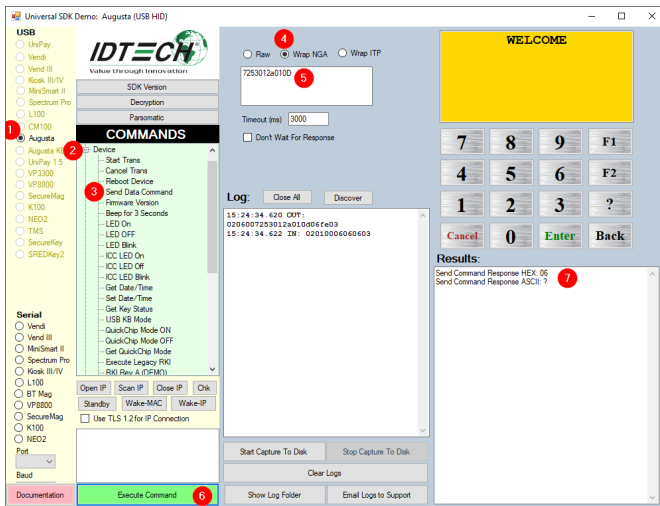 Universal SDK Demo: Augusta (USB HID)
USB
UniPay
Vendi
Vend III
Kiosk III/IV
MiniSmart II
Spectrum Pro
L100
CM100
1
Augusta
Augusta KB
UniPay 1.5
VP3300
VP8800
SecureMag
K100
NEO2
TMS
SecureKey
SREDKey2
Serial
Vendi
Vend III
MiniSmart II
Spectrum Pro
Kiosk III/IV
L100
BT Mag
VP8800
SecureMag
K100
NEO2
Port
Baud
Documentation
IDTECH
Value through Innovation
SDK Version
Decryption
Parsomatic
COMMANDS
2
Device
Start Trans
Cancel Trans
Reboot Device
3
Send Data Command
Firmware Version
Beep for 3 Seconds
LED On
LED OFF
LED Blink
ICC LED On
ICC LED Off
ICC LED Blink
Get Date/Time
Set Date/Time
Get Key Status
USB KB Mode
QuickChip Mode ON
QuickChip Mode OFF
Get QuickChip Mode
Execute Legacy RKI
RKI Rev A (DEMO)
Open IP Scan IP Close IP Chk
Standby Wake-MAC Wake-IP
Use TLS 1.2 for IP Connection
Execute Command 6
4
Raw Wrap NGA Wrap ITP
7253012a010D
5
Timeout (ms) 3000
Don't Wait For Response
Log: Close All Discover
15:24:34.620 OUT:
0206007253012a010d06fe03
15:24:34.622 IN: 02010006060603
Start Capture To Disk Stop Capture To Disk
Clear Logs
Show Log Folder Email Logs to Support
WELCOME
7 8 9 F1
4 5 6 F2
1 2 3 ?
Cancel 0 Enter Back
Results:
Send Command Response HEX: 06
Send Command Response ASCII: ?
7